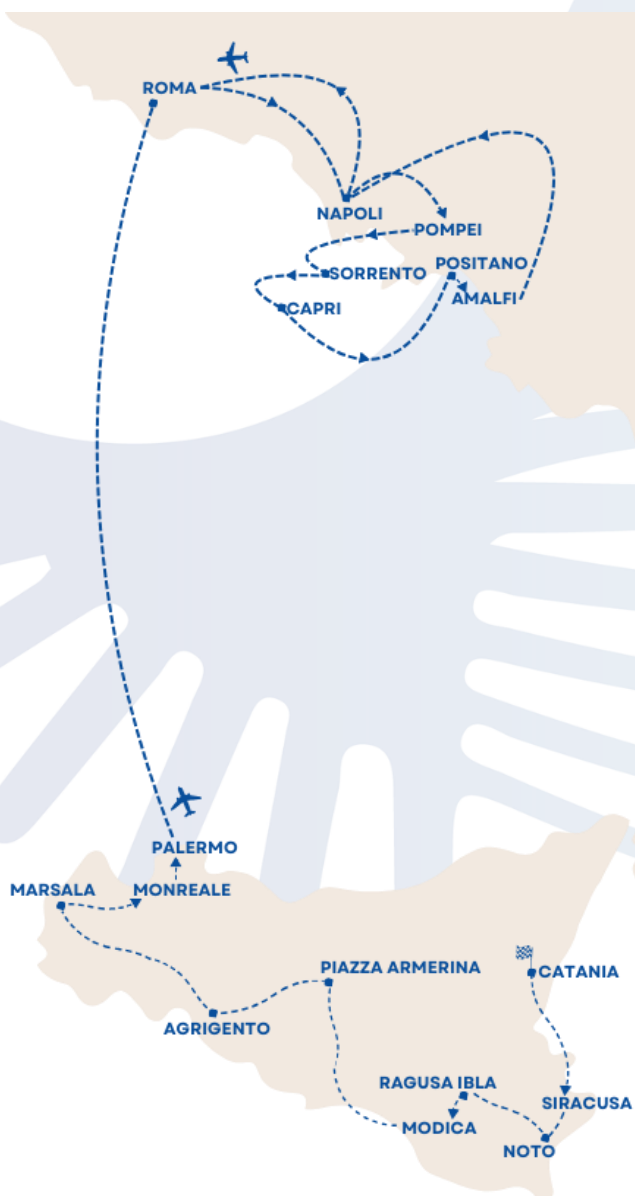 ROMA
NAPOLI
POMPEI
POSITANO
SORRENTO
AMALFI
CAPRI
PALERMO
MARSALA
MONREALE
PIAZZA ARMERINA
CATANIA
AGRIGENTO
RAGUSA IBLA
SIRACUSA
MODICA
NOTO